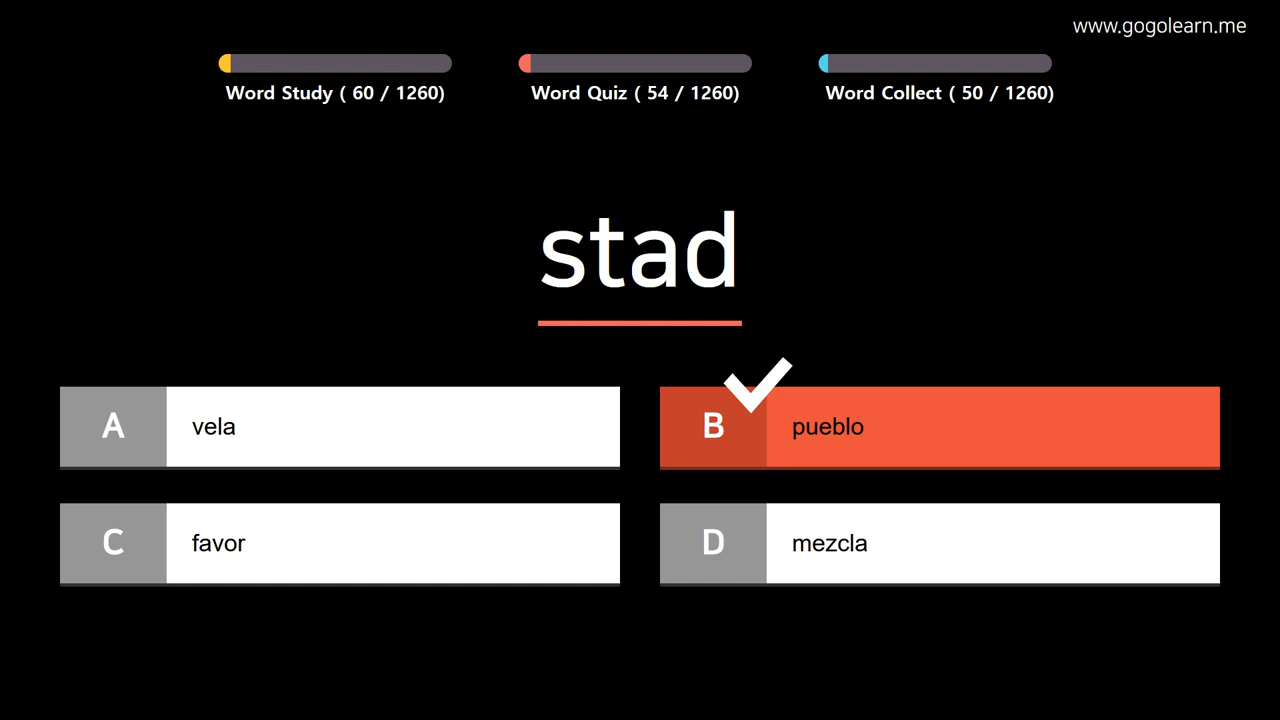 www.gogolearn.me
Word Study ( 60 / 1260)
Word Quiz ( 54 / 1260)
Word Collect ( 50 / 1260)
stad
A vela
B pueblo
C favor
D mezcla